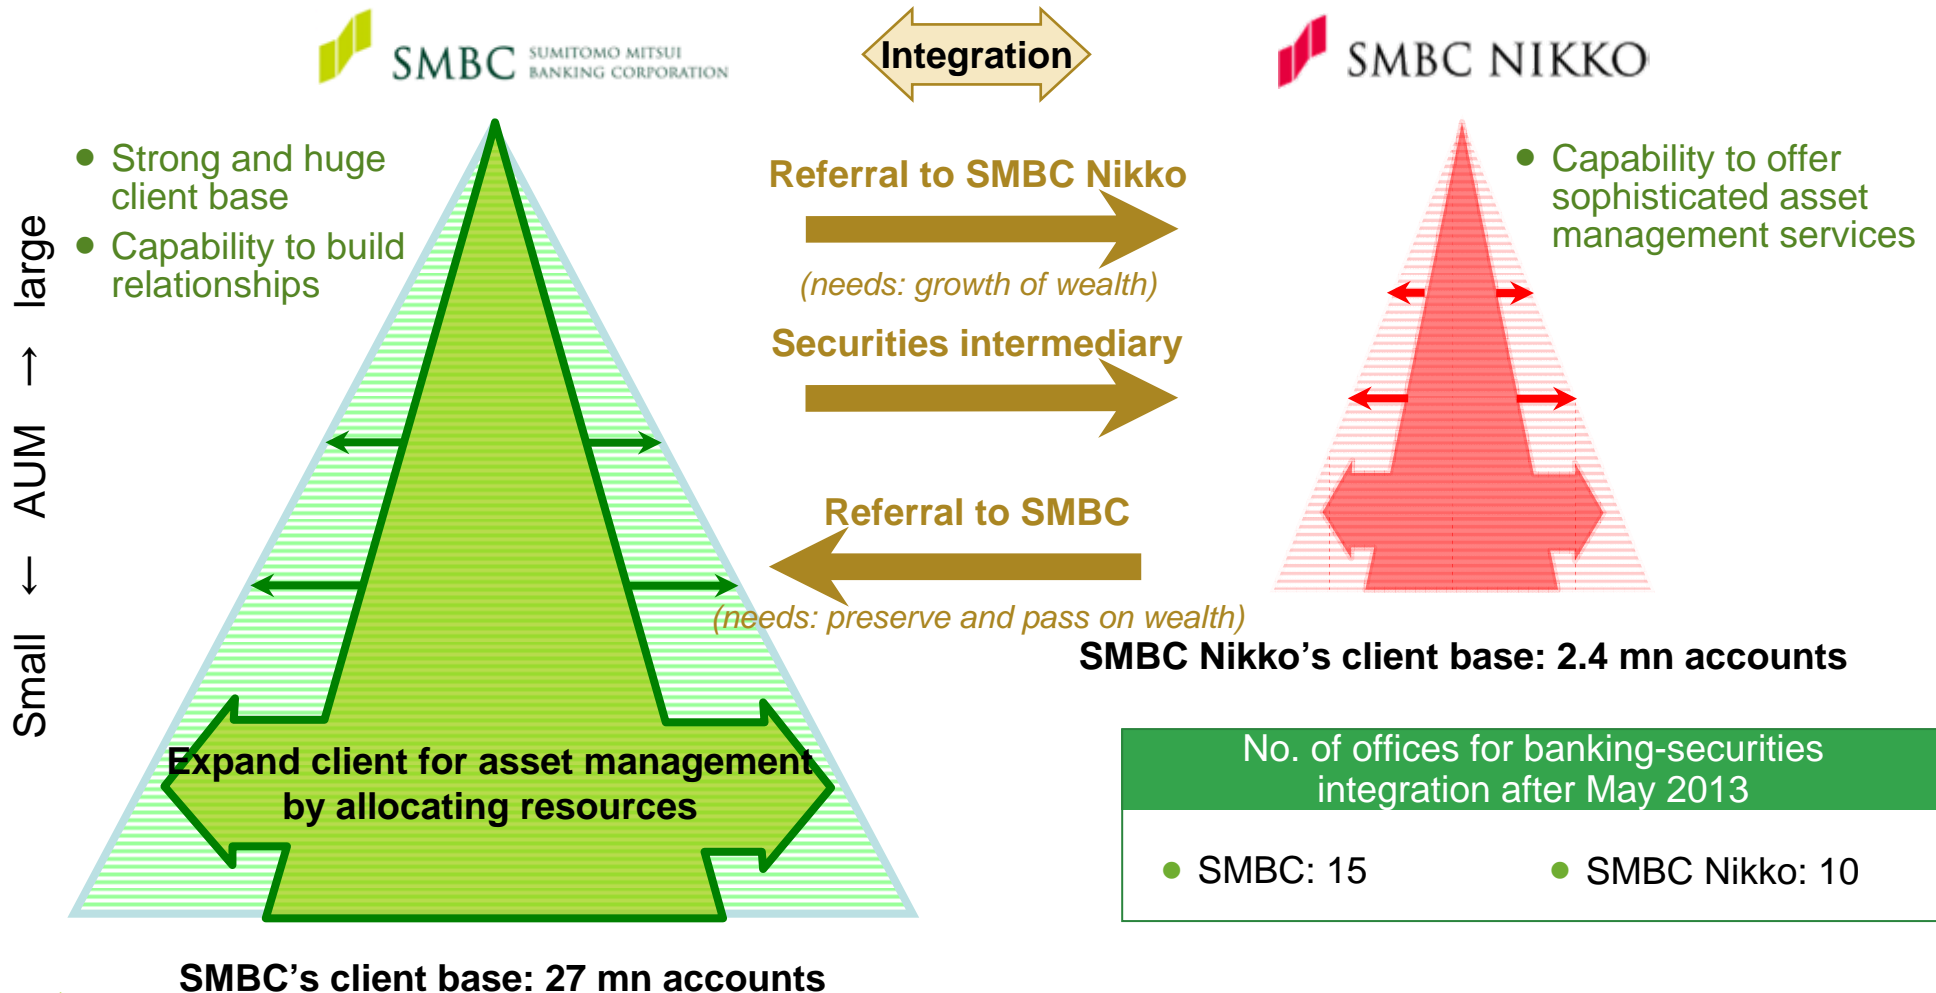 SMBC SUMITOMO MITSUI
BANKING CORPORATION
Integration
SMBC NIKKO
● Strong and huge
client base
● Capability to build
relationships
Small ← AUM → large
Referral to SMBC Nikko
(needs: growth of wealth)
Securities intermediary
Referral to SMBC
(needs: preserve and pass on wealth)
● Capability to offer
sophisticated asset
management services
Expand client for asset management
by allocating resources
SMBC Nikko’s client base: 2.4 mn accounts
No. of offices for banking-securities
integration after May 2013
● SMBC: 15
● SMBC Nikko: 10
SMBC’s client base: 27 mn accounts